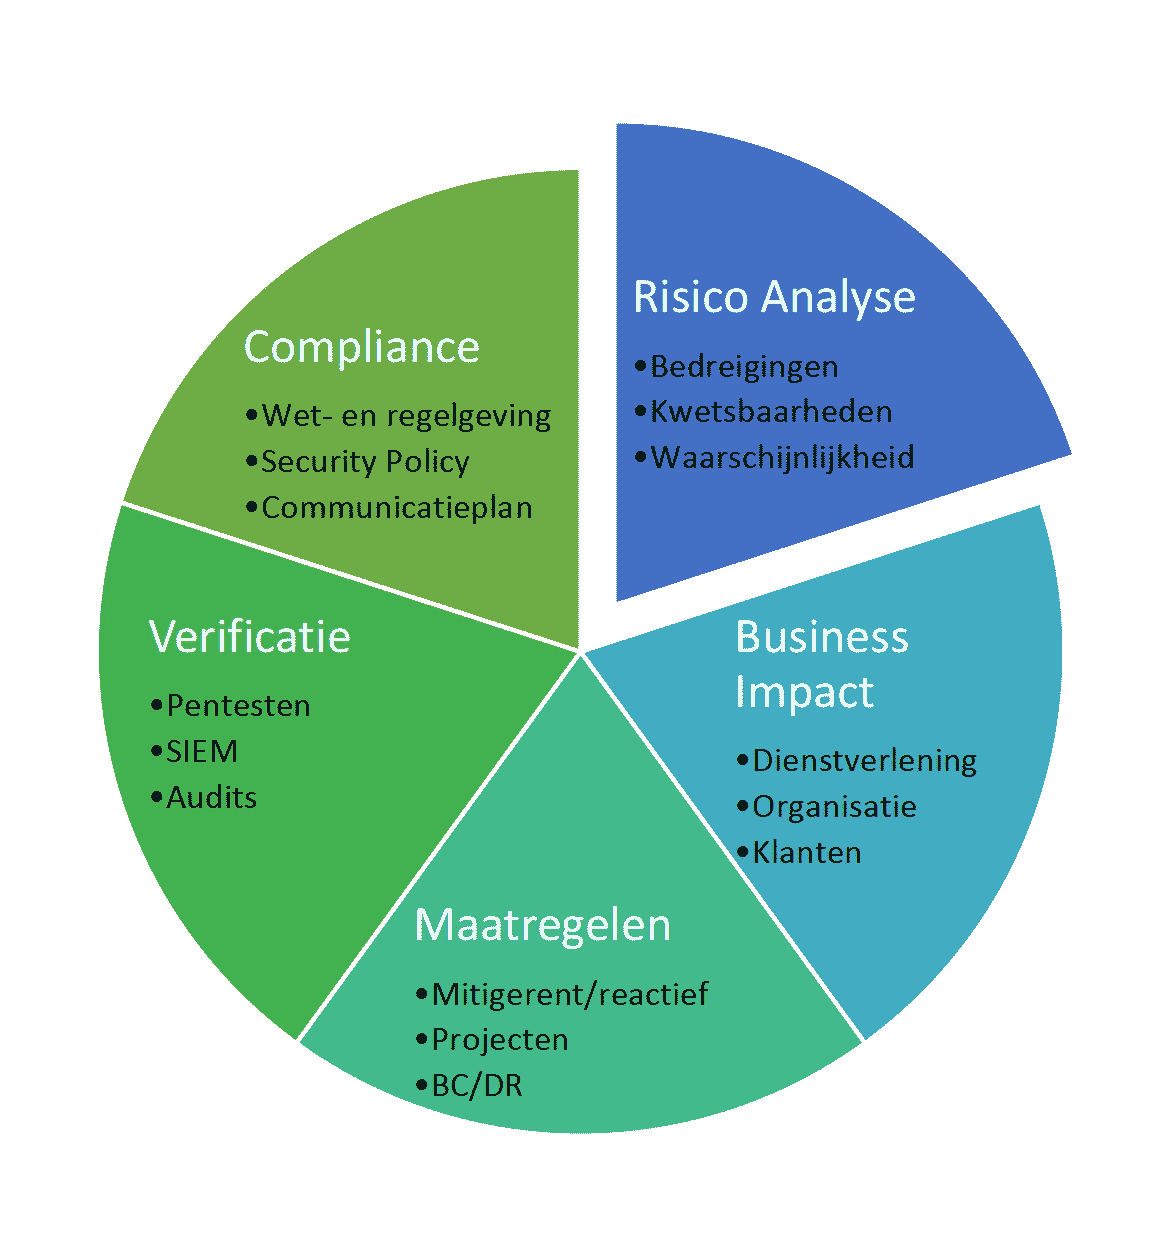 Risico Analyse
•Bedreigingen
•Kwetsbaarheden
•Waarschijnlijkheid
Business
Impact
•Dienstverlening
•Organisatie
•Klanten
Maatregelen
•Mitigerent/reactief
•Projecten
•BC/DR
Verificatie
•Pentesten
•SIEM
•Audits
Compliance
•Wet- en regelgeving
•Security Policy
•Communicatieplan